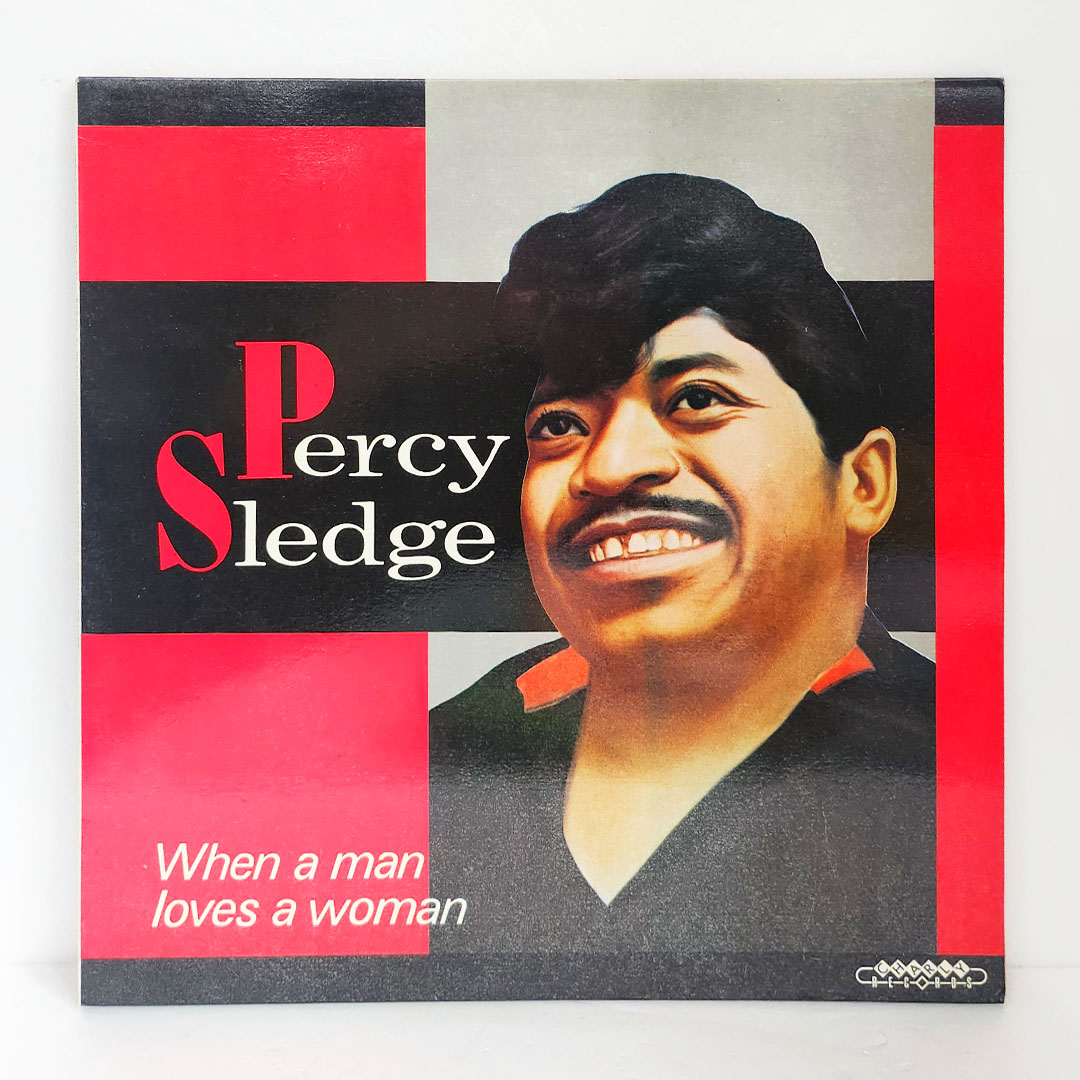 Percy
Sledge
When a man
loves a woman
CHARLY
RECORDS